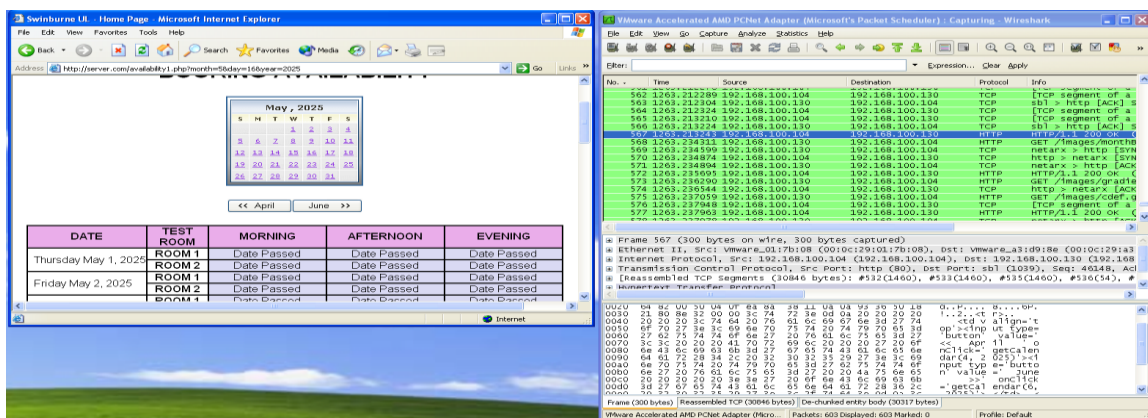 Swinburne UL - Home Page - Microsoft Internet Explorer
File Edit View Favorites Tools Help
Back Search Favorites Media
Address http://server.com/availability1.php?month=5&day=16&year=2025 Go Links
BOOKING AVAILABILITY
May , 2025
S M T W T F S
1 2 3 4
5 6 7 8 9 10 11
12 13 14 15 16 17 18
19 20 21 22 23 24 25
26 27 28 29 30 31
<< April June >>
DATE TEST ROOM MORNING AFTERNOON EVENING
Thursday May 1, 2025 ROOM 1 Date Passed Date Passed Date Passed
ROOM 2 Date Passed Date Passed Date Passed
Friday May 2, 2025 ROOM 1 Date Passed Date Passed Date Passed
ROOM 2 Date Passed Date Passed Date Passed
ROOM 1 Date Passed Date Passed Date Passed
Internet
VMware Accelerated AMD PCNet Adapter (Microsoft's Packet Scheduler) : Capturing - Wireshark
File Edit View Go Capture Analyze Statistics Help
Filter: Expression... Clear Apply
No. Time Source Destination Protocol Info
562 1263.212289 192.168.100.104 192.168.100.130 TCP [TCP segment of a
563 1263.212304 192.168.100.130 192.168.100.104 TCP sbl > http [ACK] S
564 1263.212324 192.168.100.104 192.168.100.130 TCP [TCP segment of a
565 1263.213210 192.168.100.104 192.168.100.130 TCP [TCP segment of a
566 1263.213224 192.168.100.130 192.168.100.104 TCP sbl > http [ACK] S
567 1263.213243 192.168.100.104 192.168.100.130 HTTP HTTP/1.1 200 OK (
568 1263.234311 192.168.100.130 192.168.100.104 HTTP GET /images/monthB
569 1263.234599 192.168.100.130 192.168.100.104 TCP netarx > http [SYN
570 1263.234874 192.168.100.104 192.168.100.130 TCP http > netarx [SYN
571 1263.234894 192.168.100.130 192.168.100.104 TCP netarx > http [ACK
572 1263.235695 192.168.100.104 192.168.100.130 HTTP HTTP/1.1 200 OK (
573 1263.236290 192.168.100.130 192.168.100.104 HTTP GET /images/gradie
574 1263.236544 192.168.100.104 192.168.100.130 TCP http > netarx [ACK
575 1263.237059 192.168.100.130 192.168.100.104 HTTP GET /images/cdef.g
576 1263.237948 192.168.100.104 192.168.100.130 TCP [TCP segment of a
577 1263.237963 192.168.100.104 192.168.100.130 HTTP HTTP/1.1 200 OK (
Frame 567 (300 bytes on wire, 300 bytes captured)
Ethernet II, Src: Vmware_01:7b:08 (00:0c:29:01:7b:08), Dst: Vmware_a3:d9:8e (00:0c:29:a3
Internet Protocol, Src: 192.168.100.104 (192.168.100.104), Dst: 192.168.100.130 (192.168
Transmission Control Protocol, Src Port: http (80), Dst Port: sbl (1039), Seq: 46148, Ac
[Reassembled TCP Segments (30846 bytes): #532(1460), #533(1460), #535(1460), #536(54), #
Hypertext Transfer Protocol
Frame (300 bytes) Reassembled TCP (30846 bytes) De-chunked entity body (30317 bytes)
VMware Accelerated AMD PCNet Adapter (Micro... Packets: 603 Displayed: 603 Marked: 0 Profile: Default